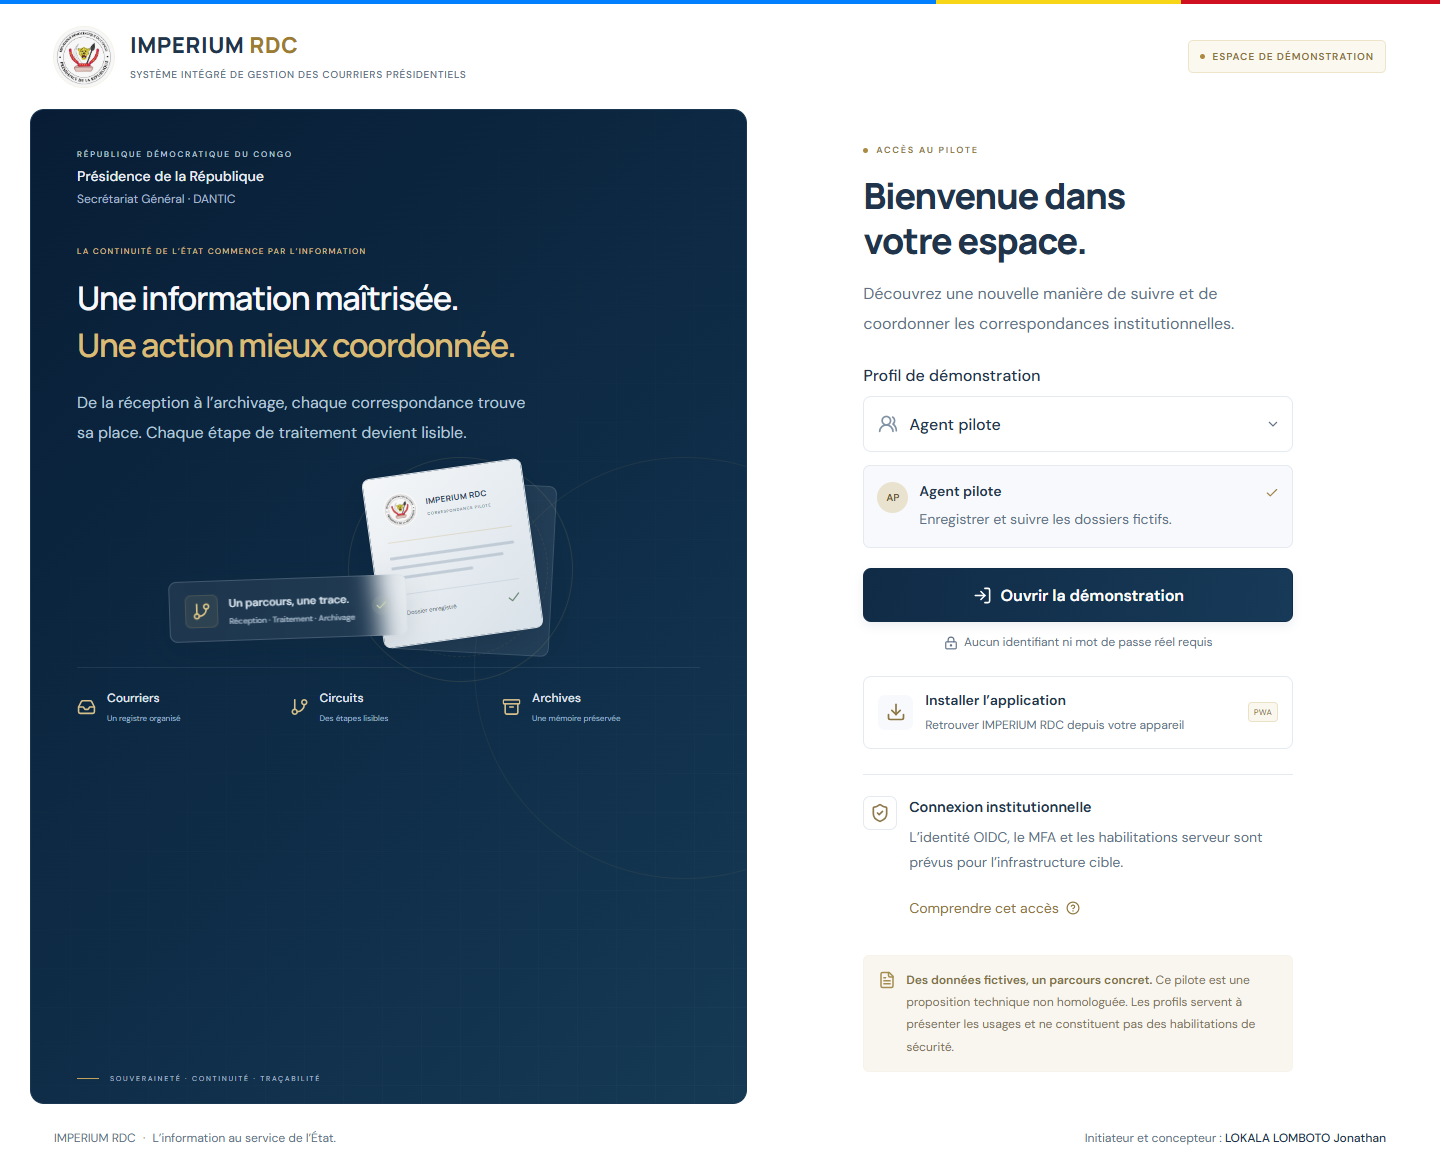 IMPERIUM RDC
SYSTÈME INTÉGRÉ DE GESTION DES COURRIERS PRÉSIDENTIELS
ESPACE DE DÉMONSTRATION
RÉPUBLIQUE DÉMOCRATIQUE DU CONGO
Présidence de la République
Secrétariat Général · DANTIC
LA CONTINUITÉ DE L’ÉTAT COMMENCE PAR L’INFORMATION
Une information maîtrisée.
Une action mieux coordonnée.
De la réception à l’archivage, chaque correspondance trouve
sa place. Chaque étape de traitement devient lisible.
IMPERIUM RDC
CORRESPONDANCE PILOTE
Dossier enregistré
Un parcours, une trace.
Réception · Traitement · Archivage
Courriers
Un registre organisé
Circuits
Des étapes lisibles
Archives
Une mémoire préservée
SOUVERAINETÉ · CONTINUITÉ · TRAÇABILITÉ
ACCÈS AU PILOTE
Bienvenue dans
votre espace.
Découvrez une nouvelle manière de suivre et de
coordonner les correspondances institutionnelles.
Profil de démonstration
Agent pilote
AP
Agent pilote
Enregistrer et suivre les dossiers fictifs.
Ouvrir la démonstration
Aucun identifiant ni mot de passe réel requis
Installer l’application
Retrouver IMPERIUM RDC depuis votre appareil
PWA
Connexion institutionnelle
L’identité OIDC, le MFA et les habilitations serveur sont
prévus pour l’infrastructure cible.
Comprendre cet accès
Des données fictives, un parcours concret. Ce pilote est une
proposition technique non homologuée. Les profils servent à
présenter les usages et ne constituent pas des habilitations de
sécurité.
IMPERIUM RDC · L’information au service de l’État.
Initiateur et concepteur : LOKALA LOMBOTO Jonathan